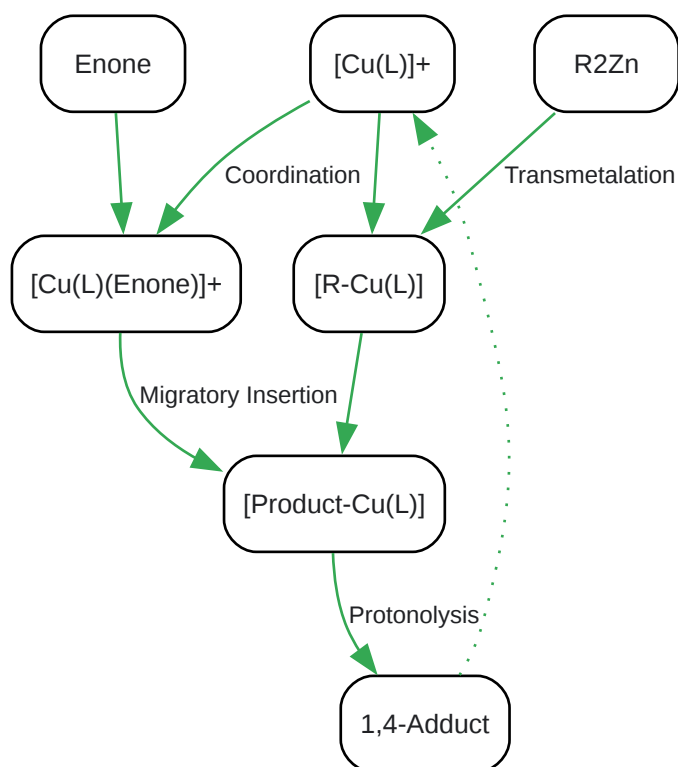 Enone
[Cu(L)]+
R2Zn
Coordination
Transmetalation
[Cu(L)(Enone)]+
[R-Cu(L)]
Migratory Insertion
[Product-Cu(L)]
Protonolysis
1,4-Adduct